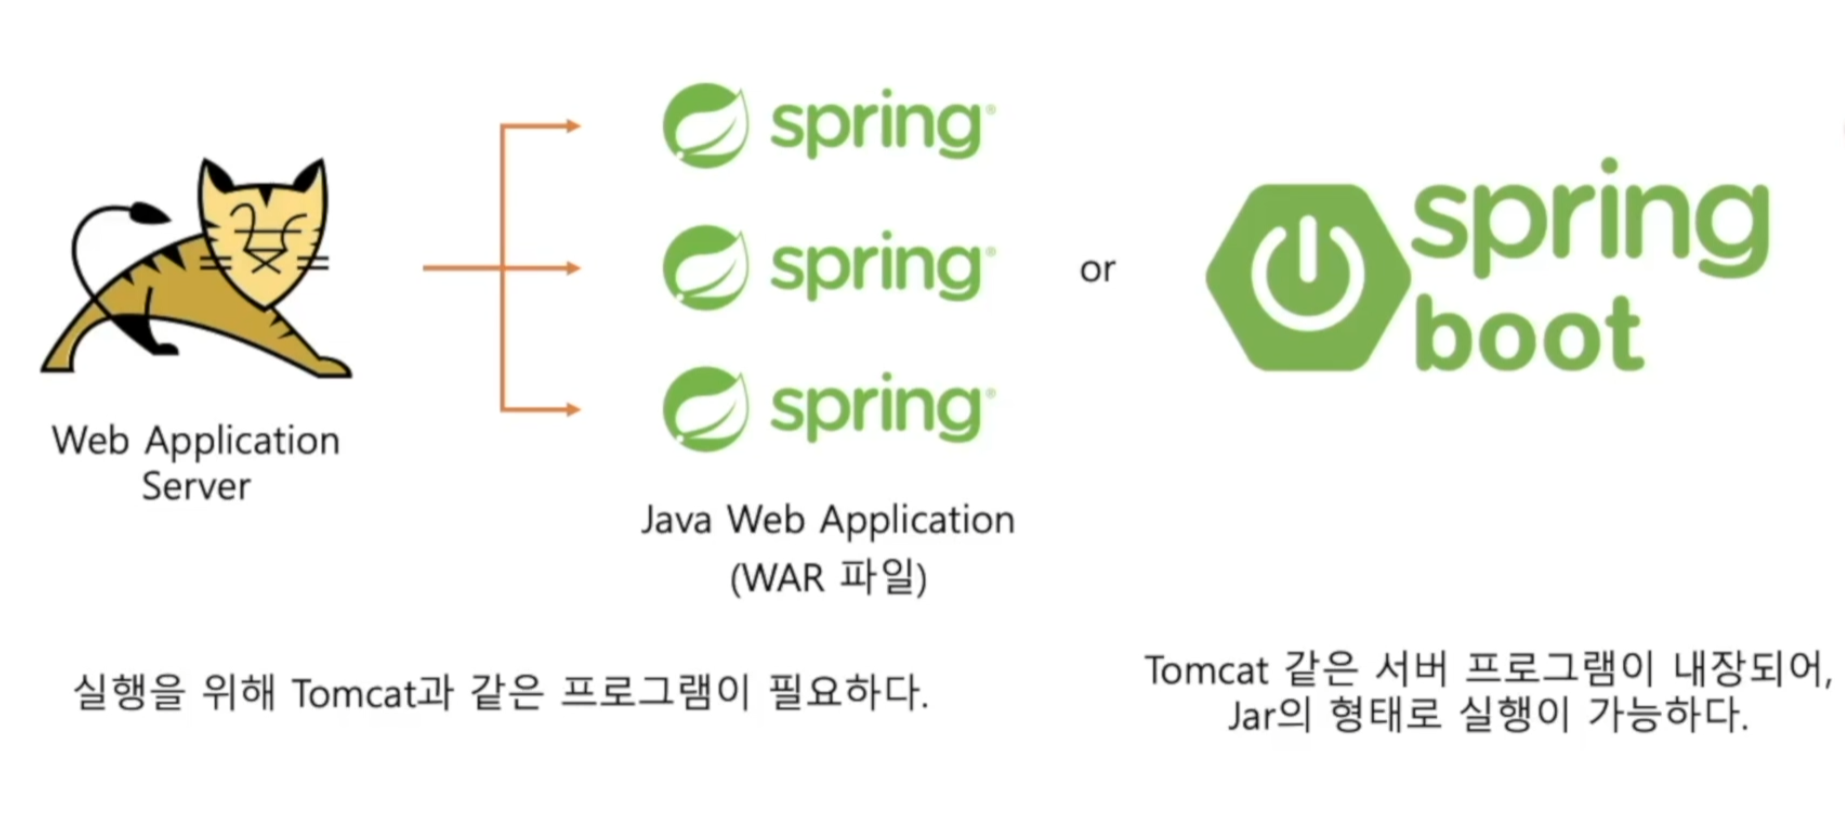 spring
spring
spring
or
spring
boot
Web Application
Server
Java Web Application
(WAR 파일)
실행을 위해 Tomcat과 같은 프로그램이 필요하다.
Tomcat 같은 서버 프로그램이 내장되어,
Jar의 형태로 실행이 가능하다.